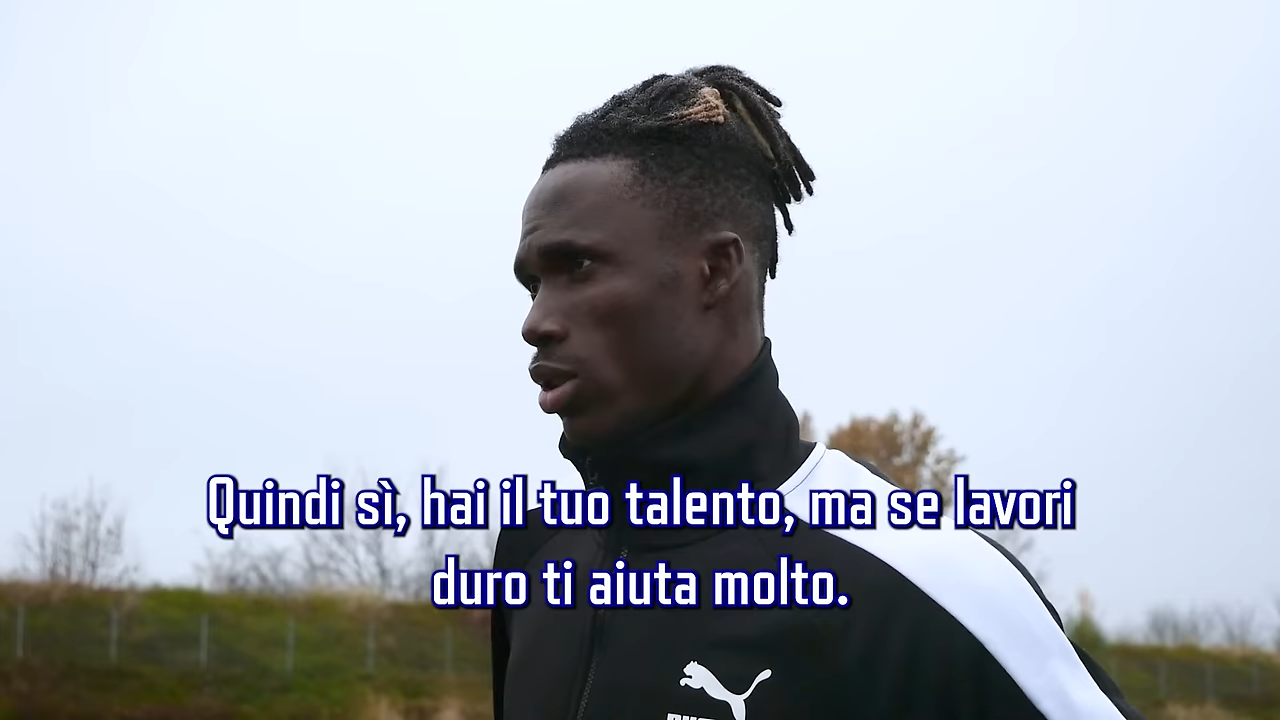 Quindi sì, hai il tuo talento, ma se lavori
duro ti aiuta molto.